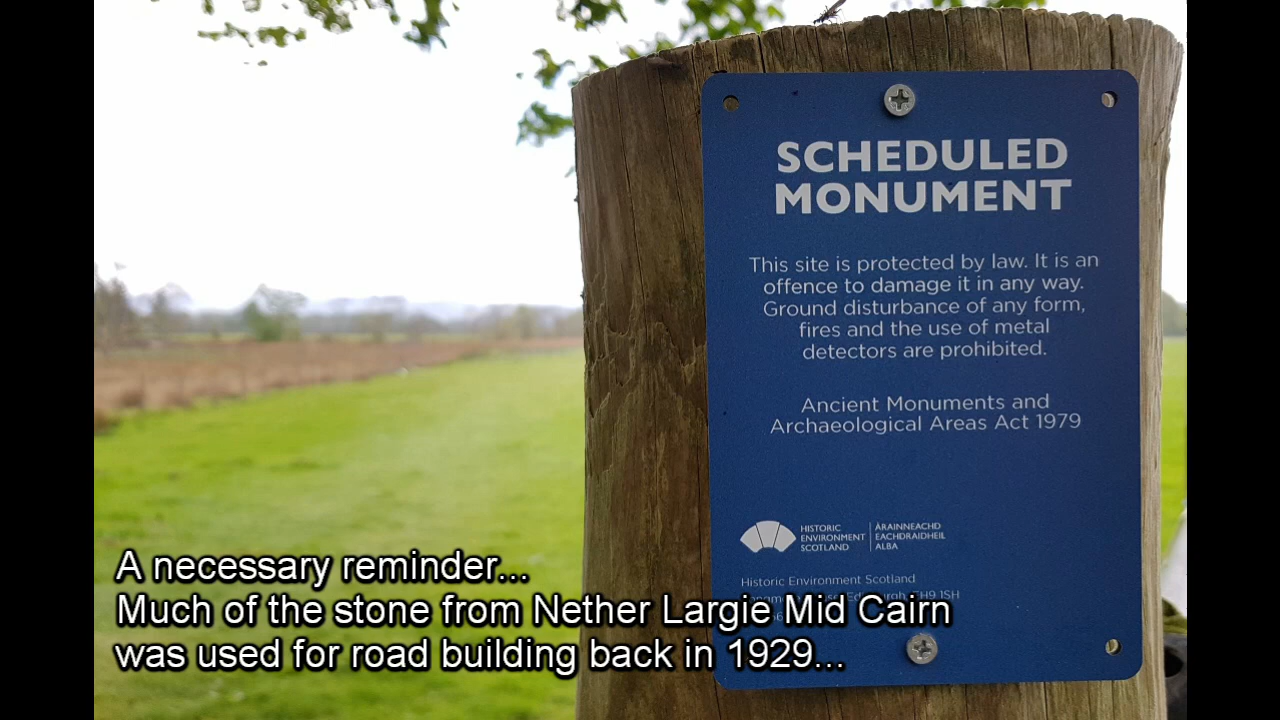 SCHEDULED
MONUMENT
This site is protected by law. It is an
offence to damage it in any way.
Ground disturbance of any form,
fires and the use of metal
detectors are prohibited.
Ancient Monuments and
Archaeological Areas Act 1979
HISTORIC
ENVIRONMENT
SCOTLAND
ÀRAINNEACHD
EACHDRAIDHEIL
ALBA
Historic Environment Scotland
EH9 1SH
A necessary reminder...
Much of the stone from Nether Largie Mid Cairn
was used for road building back in 1929...